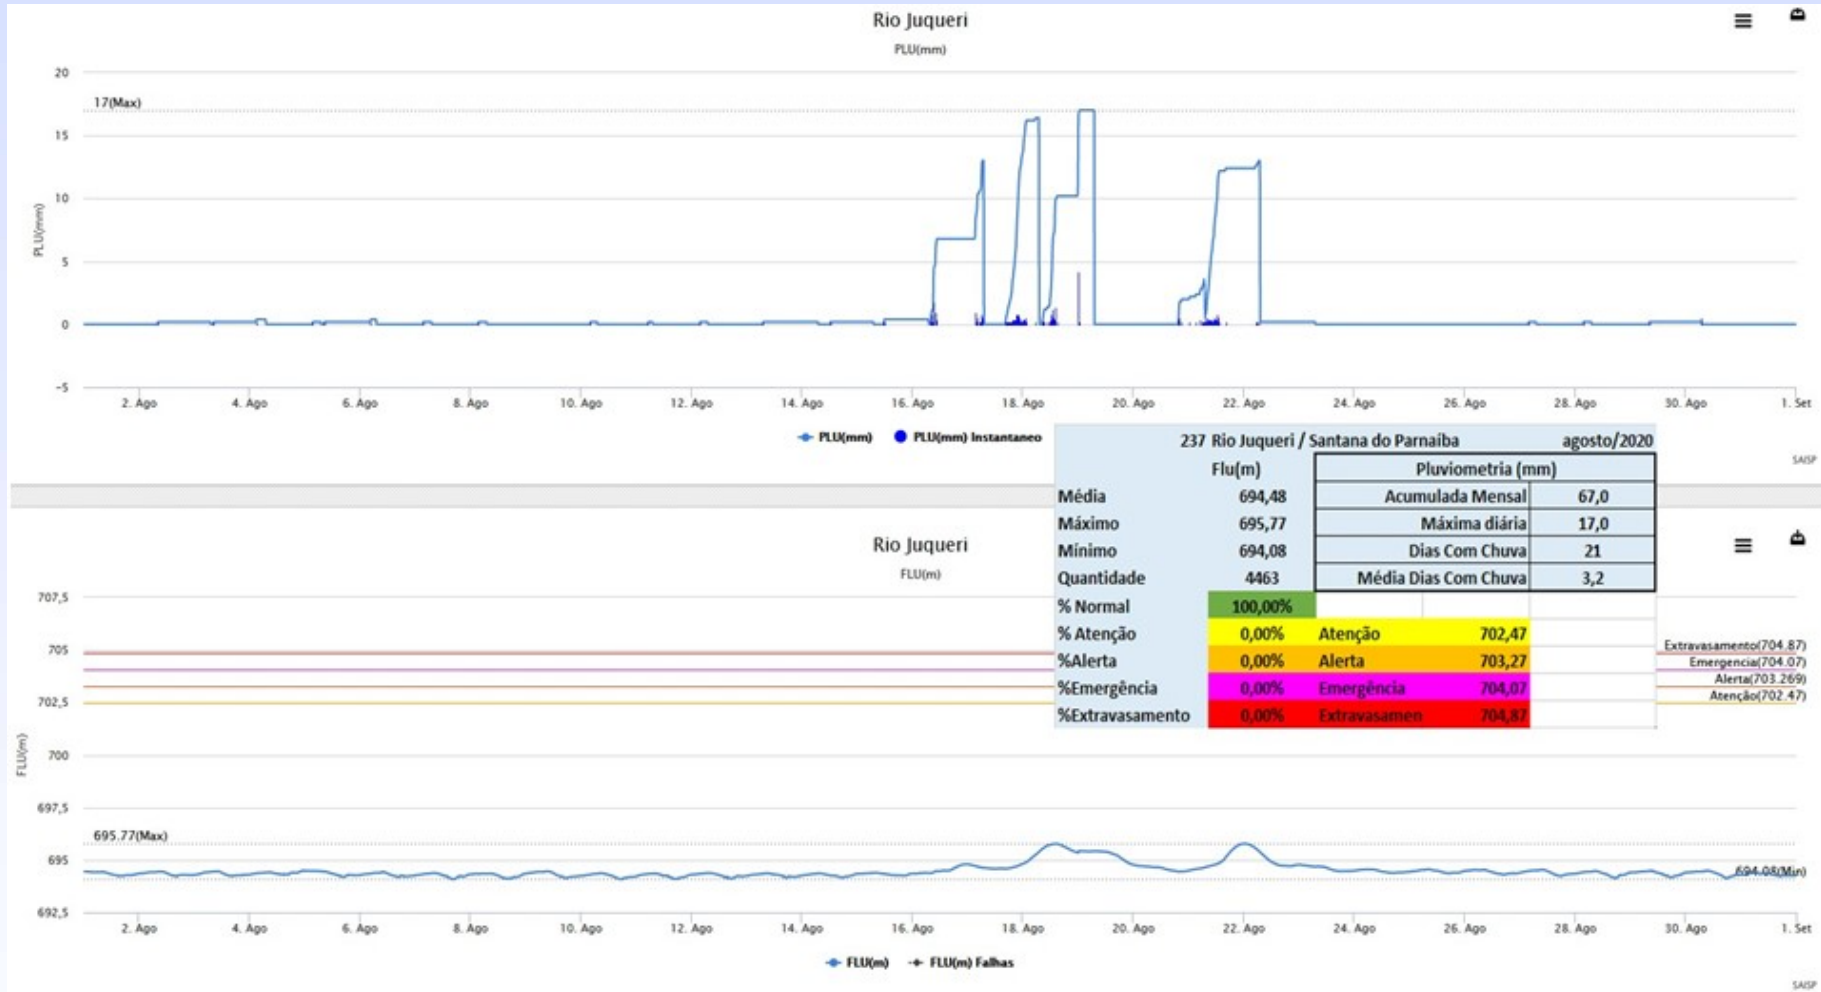 Rio Juqueri
PLU(mm)
20
17(Max)
15
10
5
0
-5
PLU(mm)
2. Ago 4. Ago 6. Ago 8. Ago 10. Ago 12. Ago 14. Ago 16. Ago 18. Ago 20. Ago 22. Ago 24. Ago 26. Ago 28. Ago 30. Ago 1. Set
PLU(mm) PLU(mm) Instantaneo
SAISP
237 Rio Juqueri / Santana do Parnaíba agosto/2020
Flu(m) Pluviometria (mm)
Média 694,48 Acumulada Mensal 67,0
Máximo 695,77 Máxima diária 17,0
Mínimo 694,08 Dias Com Chuva 21
Quantidade 4463 Média Dias Com Chuva 3,2
% Normal 100,00%
% Atenção 0,00% Atenção 702,47
%Alerta 0,00% Alerta 703,27
%Emergência 0,00% Emergência 704,07
%Extravasamento 0,00% Extravasamen 704,87
Rio Juqueri
FLU(m)
707,5
705
702,5
700
697,5
695
692,5
FLU(m)
Extravasamento(704.87)
Emergencia(704.07)
Alerta(703.269)
Atenção(702.47)
695.77(Max)
694.08(Min)
2. Ago 4. Ago 6. Ago 8. Ago 10. Ago 12. Ago 14. Ago 16. Ago 18. Ago 20. Ago 22. Ago 24. Ago 26. Ago 28. Ago 30. Ago 1. Set
FLU(m) FLU(m) Falhas
SAISP